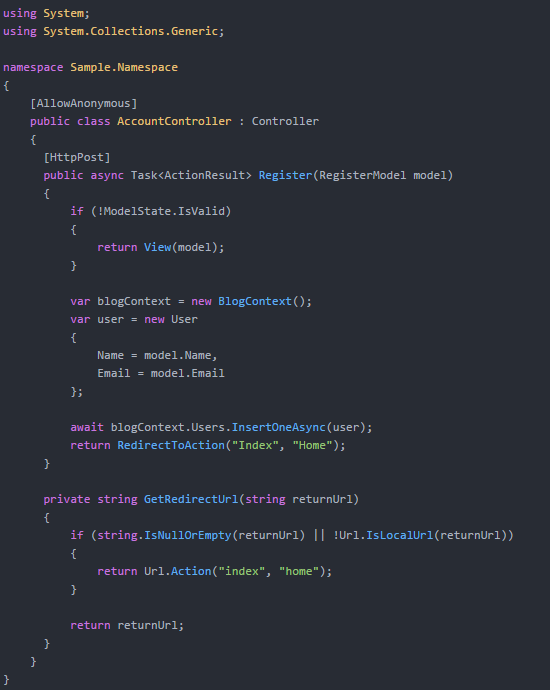 using System;
using System.Collections.Generic;

namespace Sample.Namespace
{
    [AllowAnonymous]
    public class AccountController : Controller
    {
      [HttpPost]
      public async Task<ActionResult> Register(RegisterModel model)
      {
          if (!ModelState.IsValid)
          {
              return View(model);
          }

          var blogContext = new BlogContext();
          var user = new User
          {
              Name = model.Name,
              Email = model.Email
          };

          await blogContext.Users.InsertOneAsync(user);
          return RedirectToAction("Index", "Home");
      }

      private string GetRedirectUrl(string returnUrl)
      {
          if (string.IsNullOrEmpty(returnUrl) || !Url.IsLocalUrl(returnUrl))
          {
              return Url.Action("index", "home");
          }

          return returnUrl;
      }
    }
}